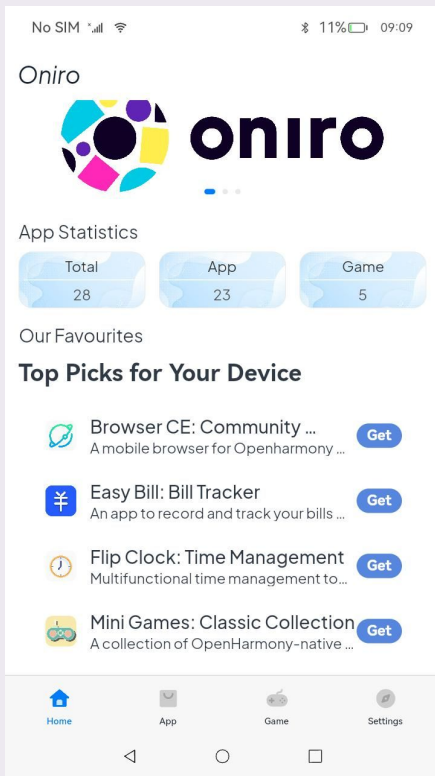 No SIM
11%
09:09
Oniro
oniro
App Statistics
Total
28
App
23
Game
5
Our Favourites
Top Picks for Your Device
Browser CE: Community ...
A mobile browser for Openharmony ...
Get
Easy Bill: Bill Tracker
An app to record and track your bills ...
Get
Flip Clock: Time Management
Multifunctional time management to...
Get
Mini Games: Classic Collection
A collection of OpenHarmony-native ...
Get
Home
App
Game
Settings